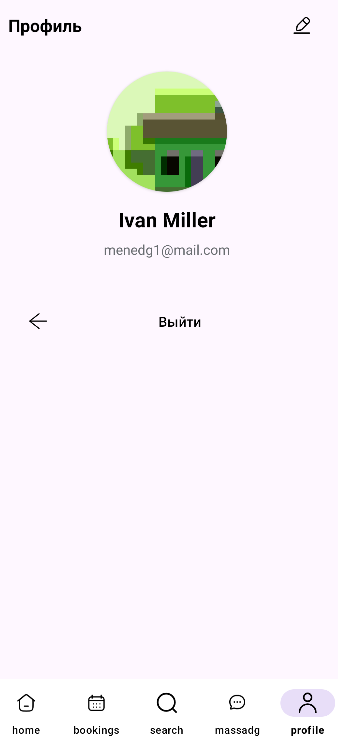 Профиль
Ivan Miller
menedg1@mail.com
Выйти
home
bookings
search
massadg
profile